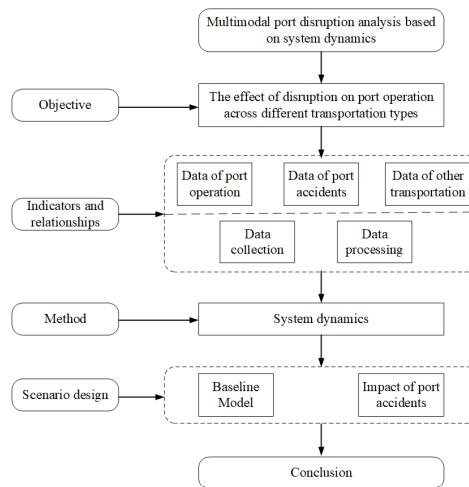 Multimodal port disruption analysis based
on system dynamics
Objective
The effect of disruption on port operation
across different transportation types
Indicators and
relationships
Data of port
operation
Data of port
accidents
Data of other
transportation
Data
collection
Data
processing
Method
System dynamics
Scenario design
Baseline
Model
Impact of port
accidents
Conclusion